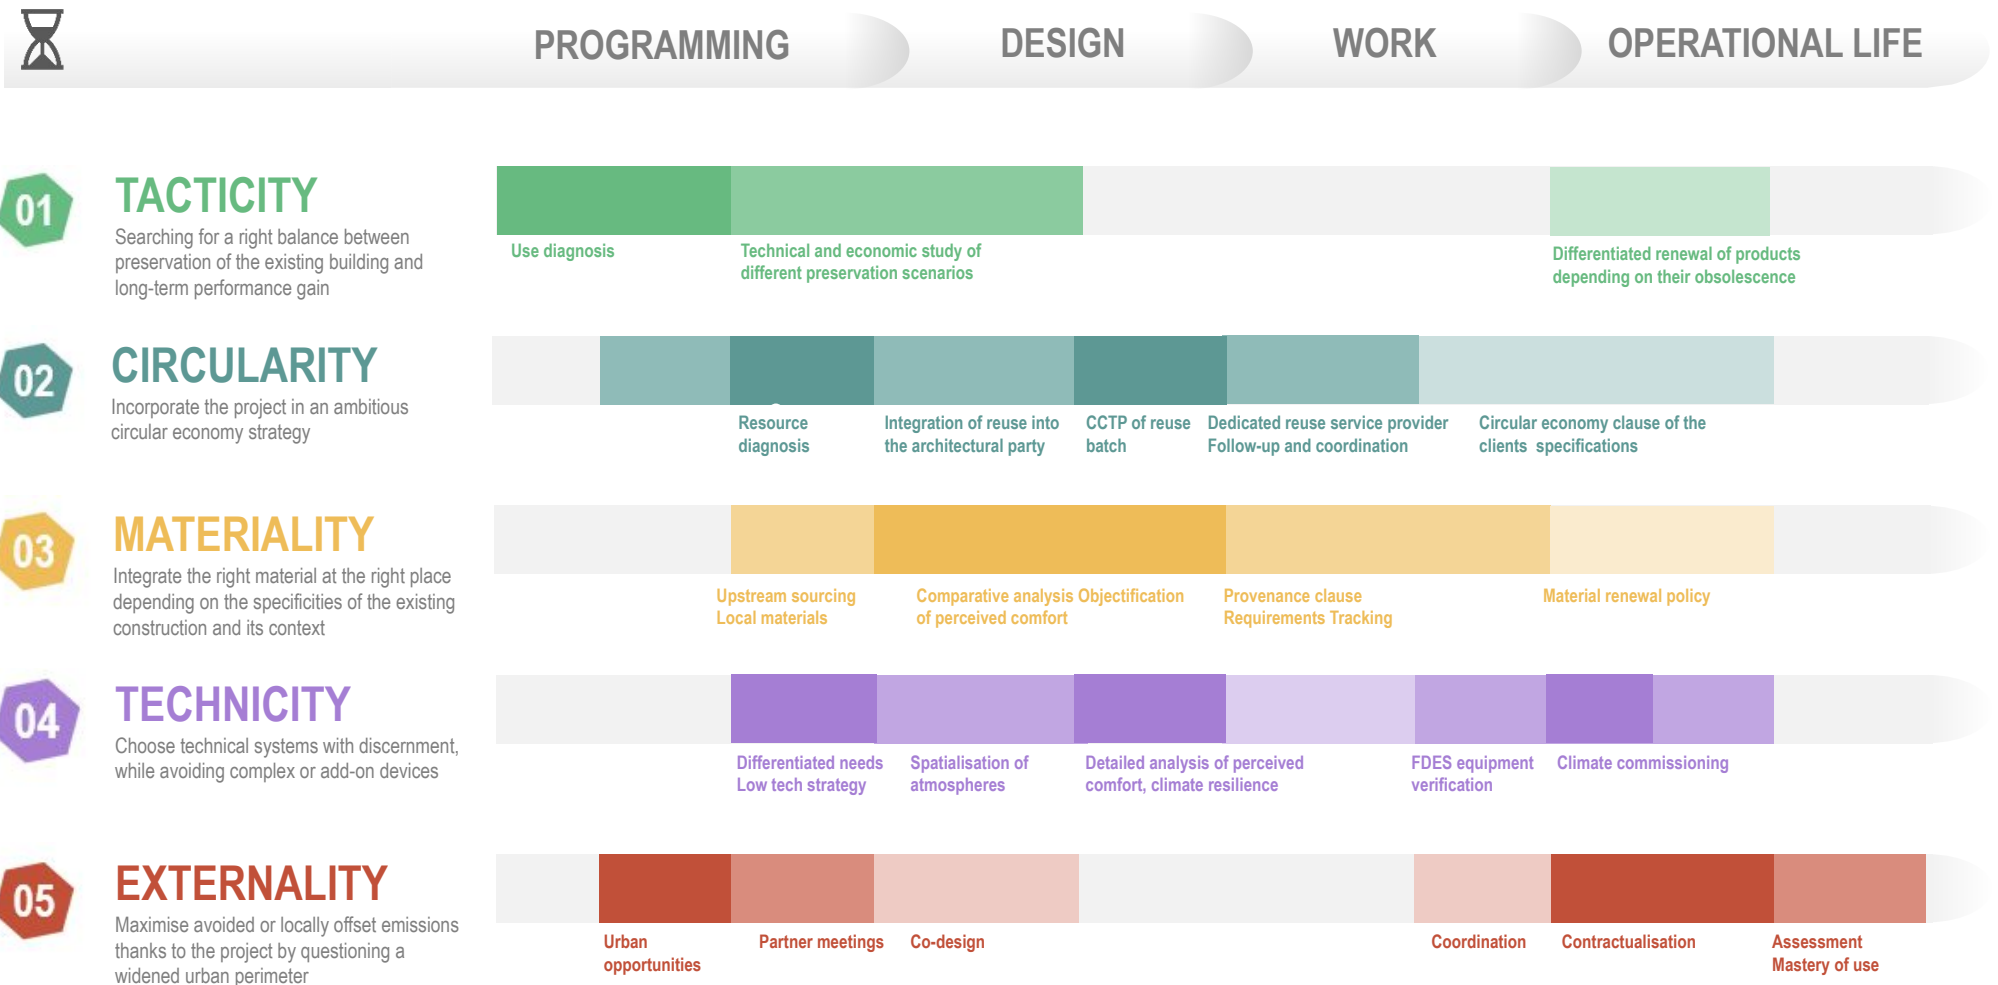 PROGRAMMING
DESIGN
WORK
OPERATIONAL LIFE
01
TACTICITY
Searching for a right balance between
preservation of the existing building and
long-term performance gain
Use diagnosis
Technical and economic study of
different preservation scenarios
Differentiated renewal of products
depending on their obsolescence
02
CIRCULARITY
Incorporate the project in an ambitious
circular economy strategy
Resource
diagnosis
Integration of reuse into
the architectural party
CCTP of reuse
batch
Dedicated reuse service provider
Follow-up and coordination
Circular economy clause of the
clients specifications
03
MATERIALITY
Integrate the right material at the right place
depending on the specificities of the existing
construction and its context
Upstream sourcing
Local materials
Comparative analysis Objectification
of perceived comfort
Provenance clause
Requirements Tracking
Material renewal policy
04
TECHNICITY
Choose technical systems with discernment,
while avoiding complex or add-on devices
Differentiated needs
Low tech strategy
Spatialisation of
atmospheres
Detailed analysis of perceived
comfort, climate resilience
FDES equipment
verification
Climate commissioning
05
EXTERNALITY
Maximise avoided or locally offset emissions
thanks to the project by questioning a
widened urban perimeter
Urban
opportunities
Partner meetings
Co-design
Coordination
Contractualisation
Assessment
Mastery of use